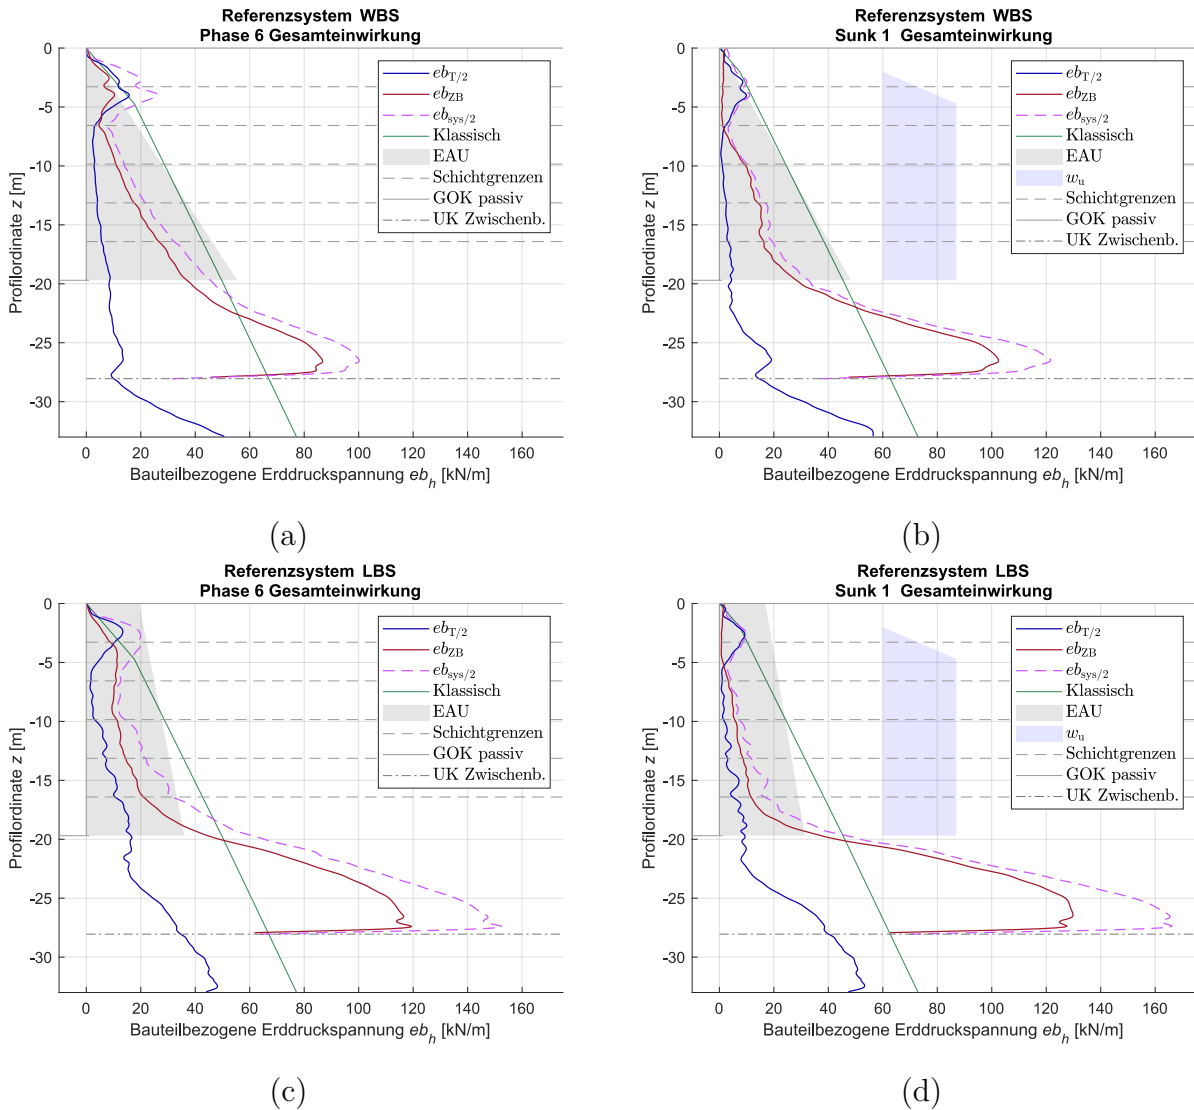 Referenzsystem WBS
Phase 6 Gesamteinwirkung
0
-5
-10
-15
-20
-25
-30
Profilordinate z [m]
0 20 40 60 80 100 120 140 160
Bauteilbezogene Erddruckspannung eb_h [kN/m]
eb_T/2
eb_ZB
eb_sys/2
Klassisch
EAU
Schichtgrenzen
GOK passiv
UK Zwischenb.
(a)
Referenzsystem WBS
Sunk 1 Gesamteinwirkung
0
-5
-10
-15
-20
-25
-30
Profilordinate z [m]
0 20 40 60 80 100 120 140 160
Bauteilbezogene Erddruckspannung eb_h [kN/m]
eb_T/2
eb_ZB
eb_sys/2
Klassisch
EAU
w_u
Schichtgrenzen
GOK passiv
UK Zwischenb.
(b)
Referenzsystem LBS
Phase 6 Gesamteinwirkung
0
-5
-10
-15
-20
-25
-30
Profilordinate z [m]
0 20 40 60 80 100 120 140 160
Bauteilbezogene Erddruckspannung eb_h [kN/m]
eb_T/2
eb_ZB
eb_sys/2
Klassisch
EAU
Schichtgrenzen
GOK passiv
UK Zwischenb.
(c)
Referenzsystem LBS
Sunk 1 Gesamteinwirkung
0
-5
-10
-15
-20
-25
-30
Profilordinate z [m]
0 20 40 60 80 100 120 140 160
Bauteilbezogene Erddruckspannung eb_h [kN/m]
eb_T/2
eb_ZB
eb_sys/2
Klassisch
EAU
w_u
Schichtgrenzen
GOK passiv
UK Zwischenb.
(d)